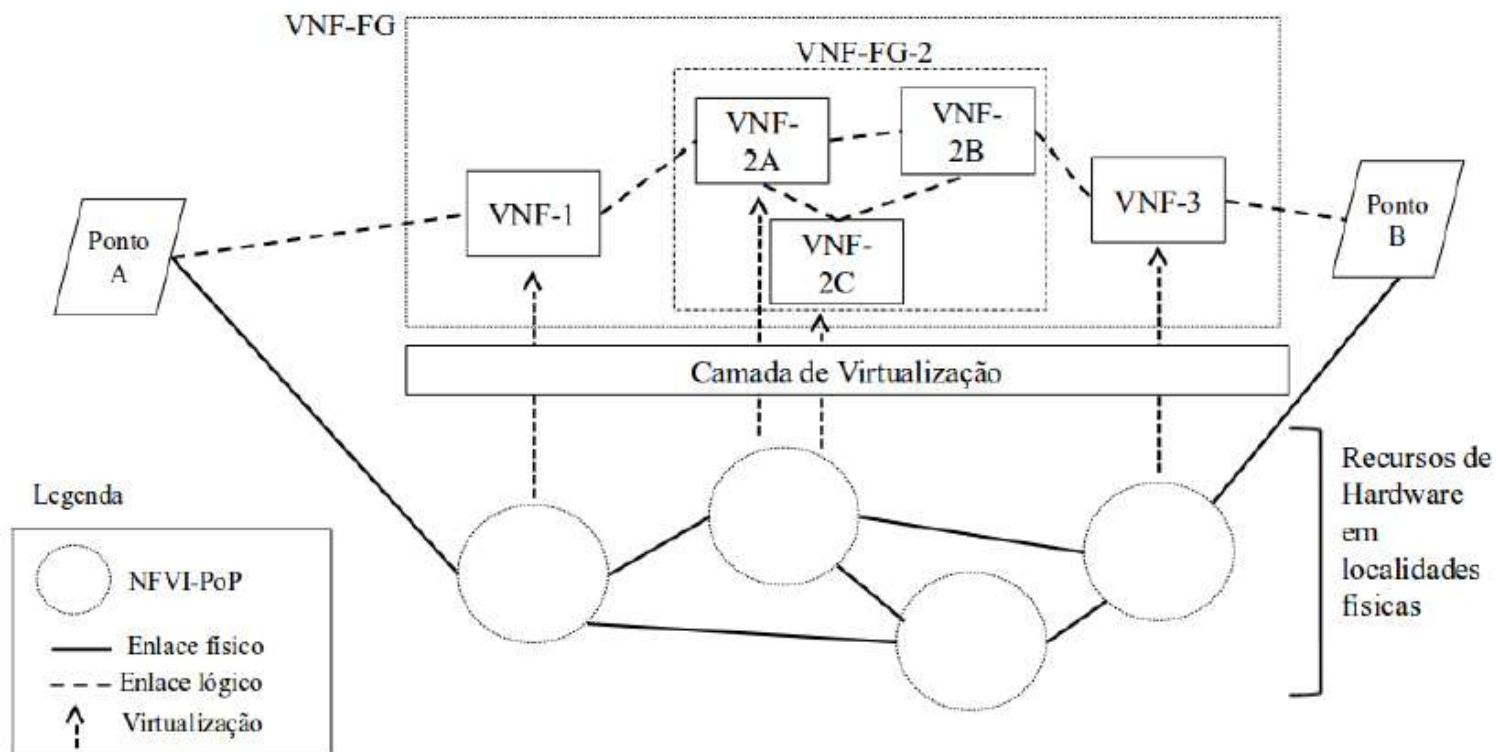 VNF-FG
VNF-FG-2
VNF-
2A
VNF-
2B
VNF-1
VNF-3
VNF-
2C
Ponto
A
Ponto
B
Camada de Virtualização
Recursos de
Hardware
em
localidades
físicas
Legenda
NFVI-PoP
Enlace físico
Enlace lógico
Virtualização